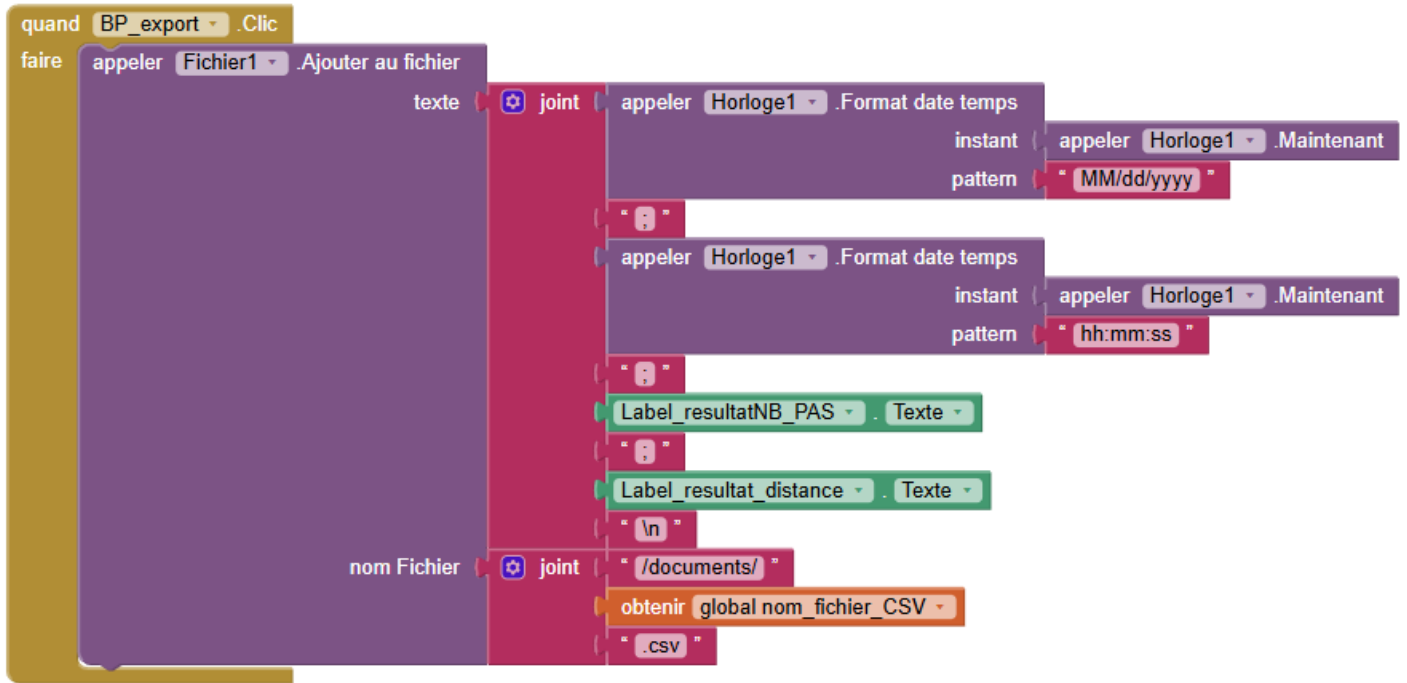 quand BP_export .Clic
faire appeler Fichier1 .Ajouter au fichier
texte joint appeler Horloge1 .Format date temps
instant appeler Horloge1 .Maintenant
pattern “ MM/dd/yyyy ”
“ ; ”
appeler Horloge1 .Format date temps
instant appeler Horloge1 .Maintenant
pattern “ hh:mm:ss ”
“ ; ”
Label_resultatNB_PAS . Texte
“ ; ”
Label_resultat_distance . Texte
“ \n ”
nom Fichier joint “ /documents/ ”
obtenir global nom_fichier_CSV
“ .csv ”